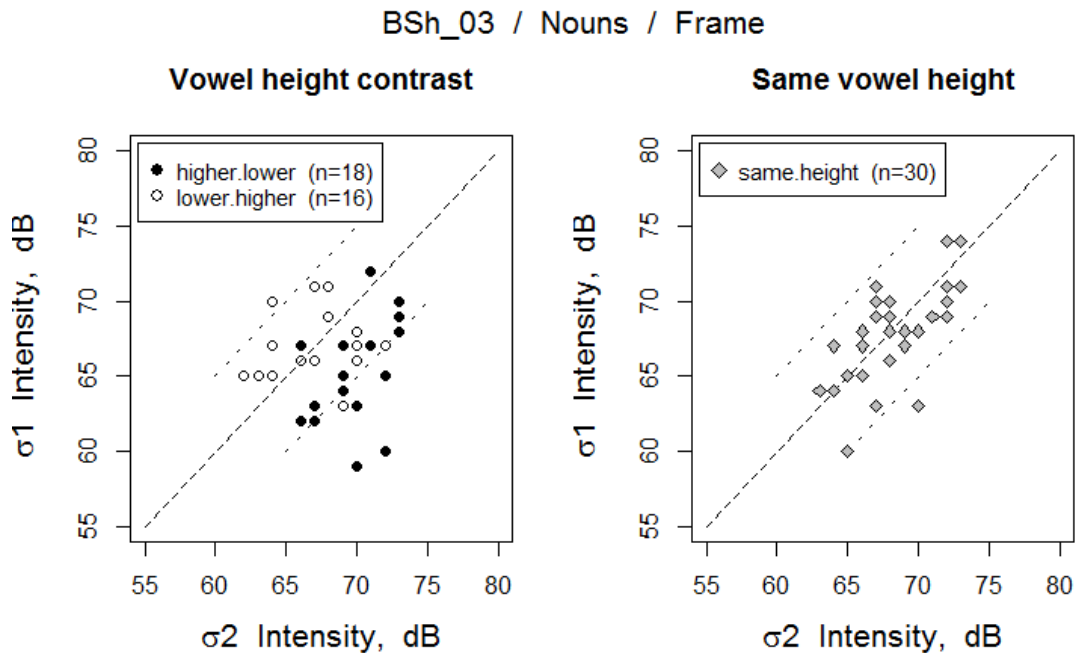 BSh_03 / Nouns / Frame
Vowel height contrast
higher.lower (n=18)
lower.higher (n=16)
σ1 Intensity, dB
80
75
70
65
60
55
55 60 65 70 75 80
σ2 Intensity, dB
Same vowel height
same.height (n=30)
σ1 Intensity, dB
80
75
70
65
60
55
55 60 65 70 75 80
σ2 Intensity, dB